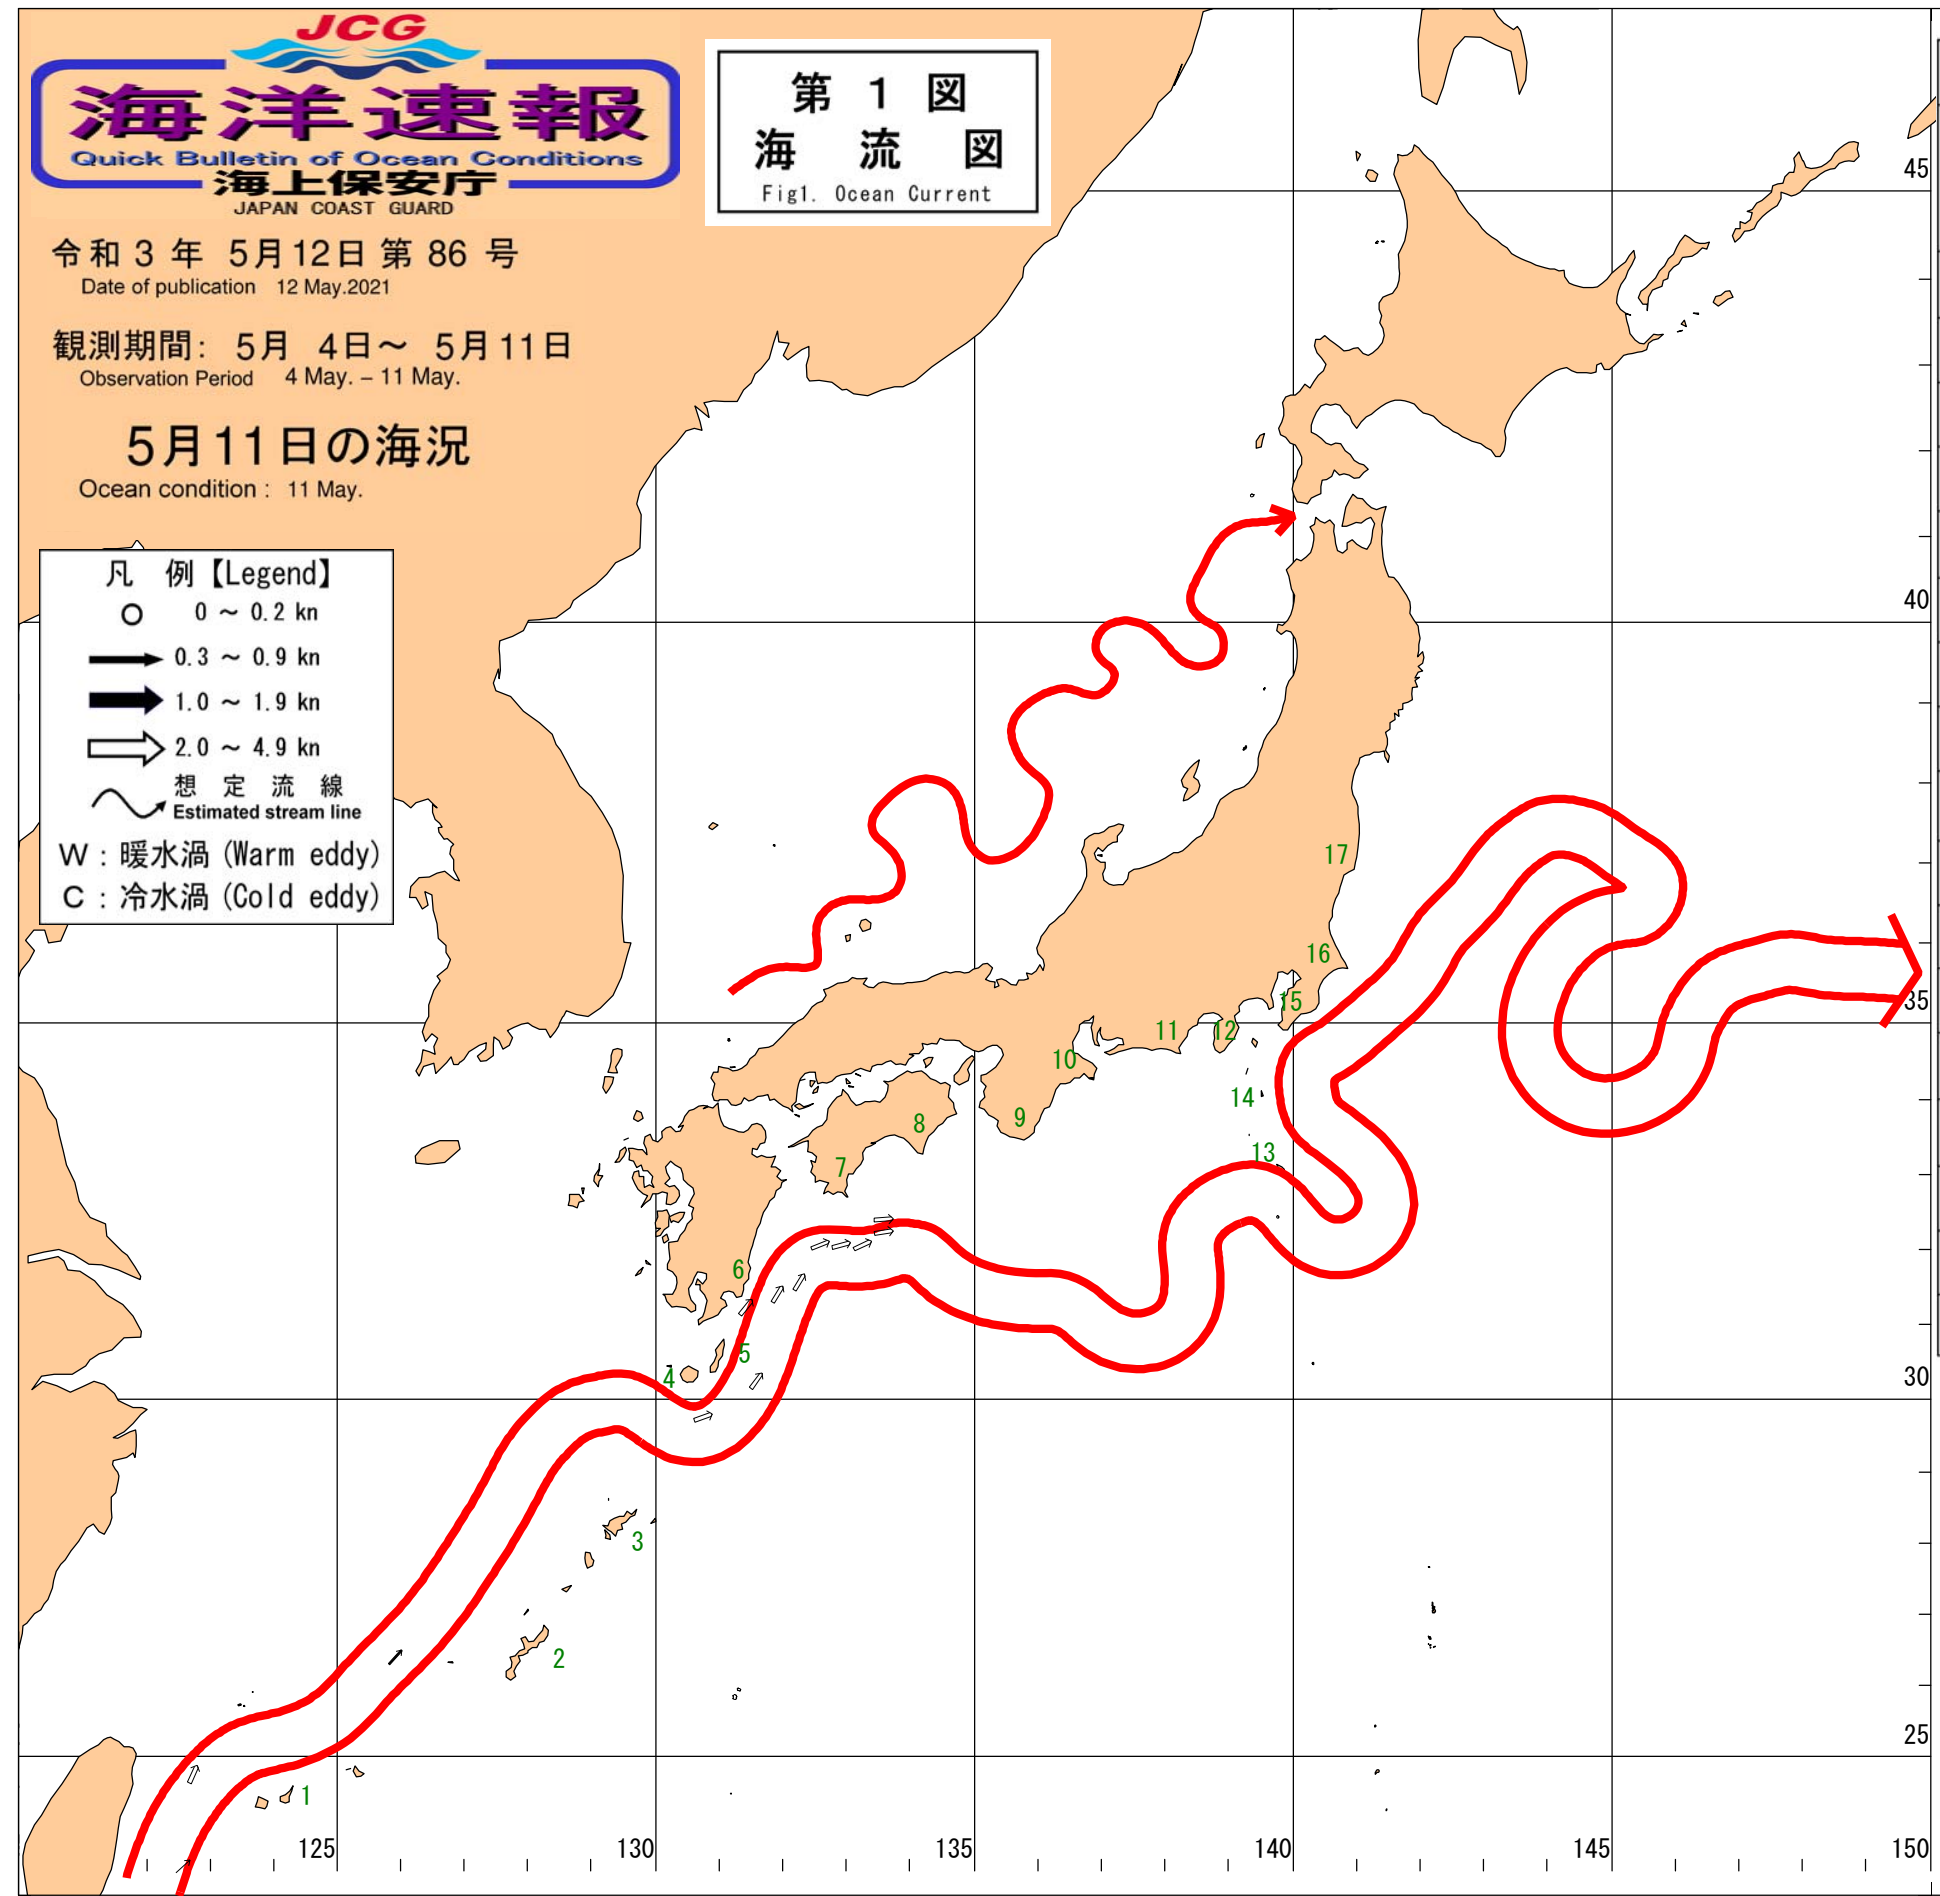 JCG
海洋速報
Quick Bulletin of Ocean Conditions
海上保安庁
JAPAN COAST GUARD
第 1 図
海 流 図
Fig1. Ocean Current
令和 3 年 5月12日 第 86 号
Date of publication 12 May.2021
観測期間: 5月 4日～ 5月11日
Observation Period 4 May. – 11 May.
5月11日の海況
Ocean condition : 11 May.
凡 例【Legend】
0 ～ 0.2 kn
0.3 ～ 0.9 kn
1.0 ～ 1.9 kn
2.0 ～ 4.9 kn
想 定 流 線
Estimated stream line
W : 暖水渦 (Warm eddy)
C : 冷水渦 (Cold eddy)
45
40
17
16
35
15
12
11
10
14
9
8
13
7
6
5
4
30
3
2
25
1
125
130
135
140
145
150